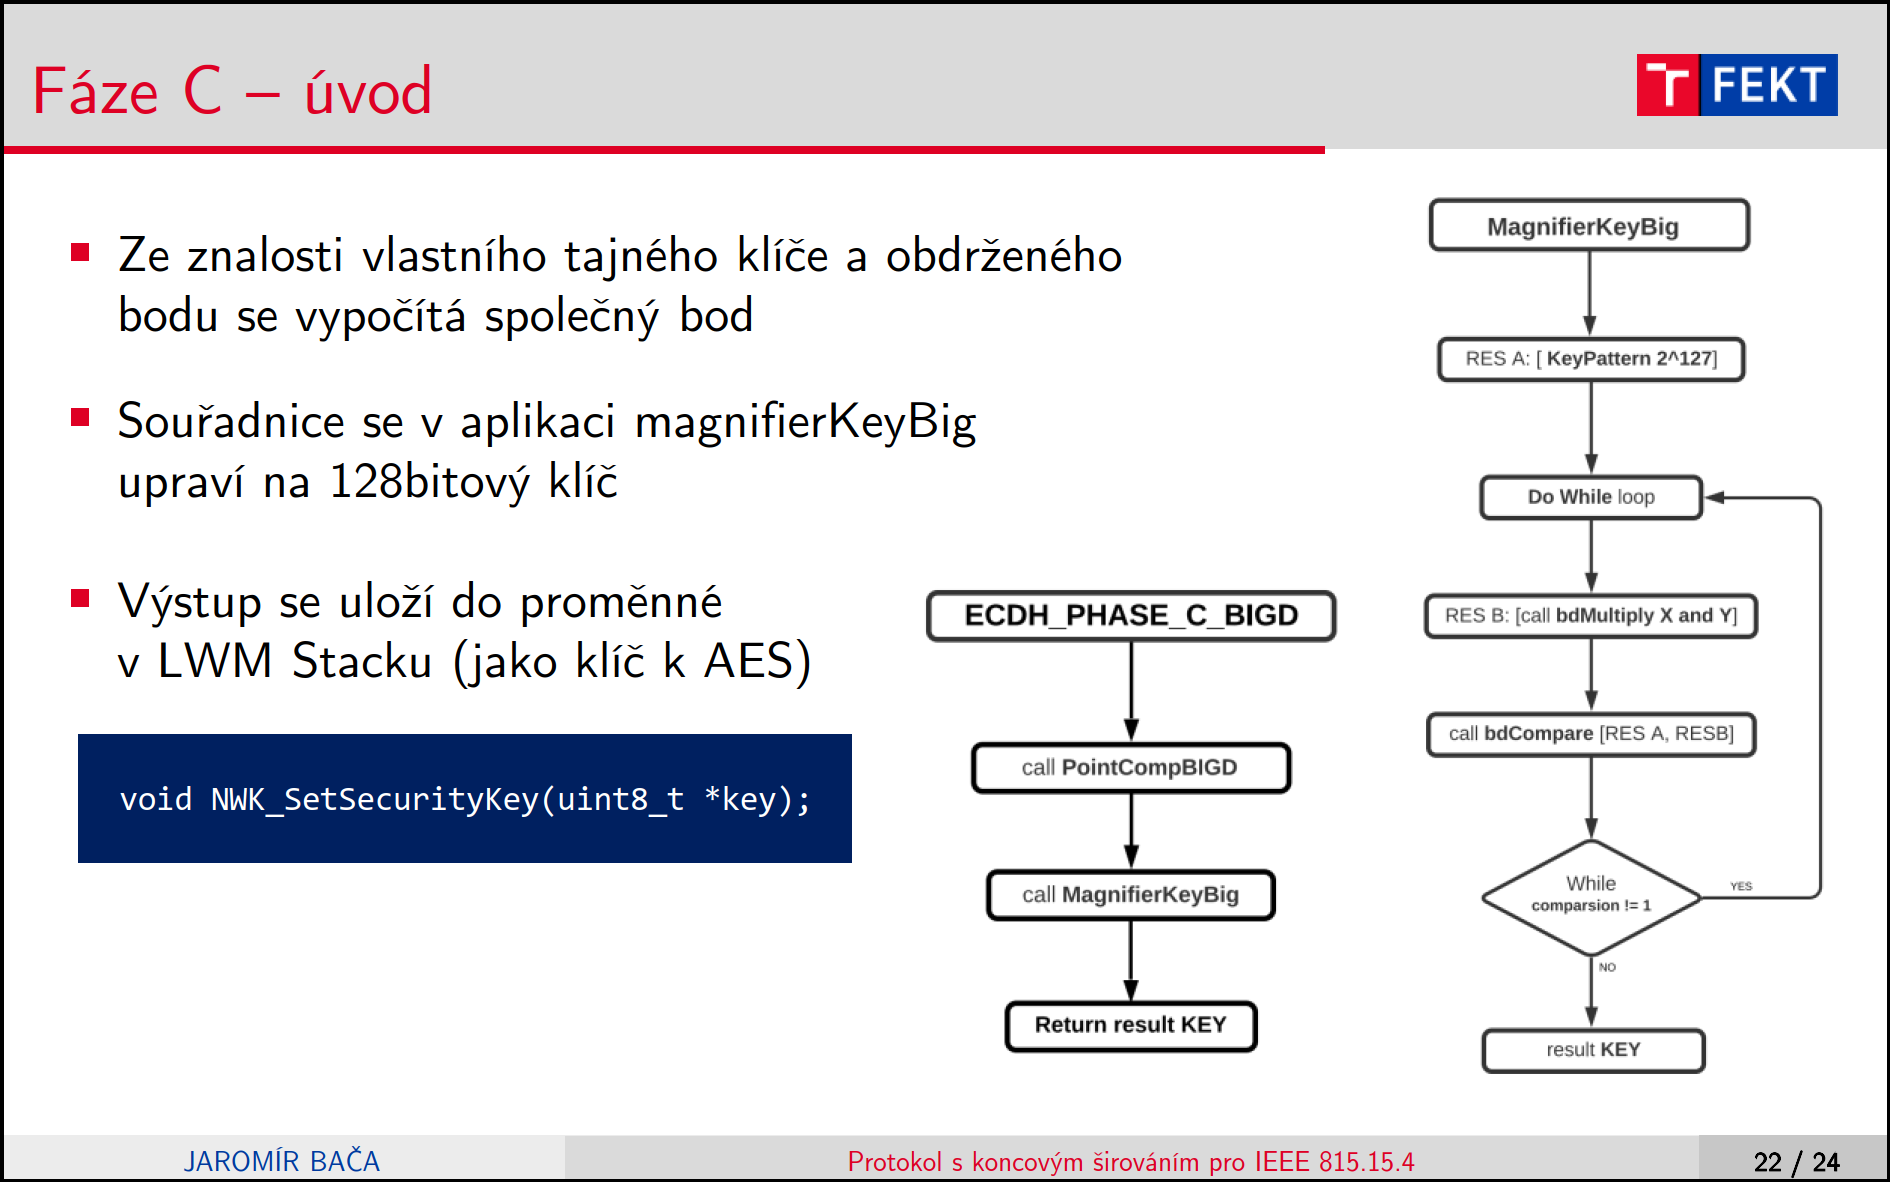 Fáze C – úvod
T FEKT
Ze znalosti vlastního tajného klíče a obdrženého
bodu se vypočítá společný bod
Souřadnice se v aplikaci magnifierKeyBig
upraví na 128bitový klíč
Výstup se uloží do proměnné
v LWM Stacku (jako klíč k AES)
void NWK_SetSecurityKey(uint8_t *key);
ECDH_PHASE_C_BIGD
call PointCompBIGD
call MagnifierKeyBig
Return result KEY
MagnifierKeyBig
RES A: [ KeyPattern 2^127]
Do While loop
RES B: [call bdMultiply X and Y]
call bdCompare [RES A, RESB]
While
comparsion != 1
YES
NO
result KEY
JAROMÍR BAČA
Protokol s koncovým širováním pro IEEE 815.15.4
22 / 24